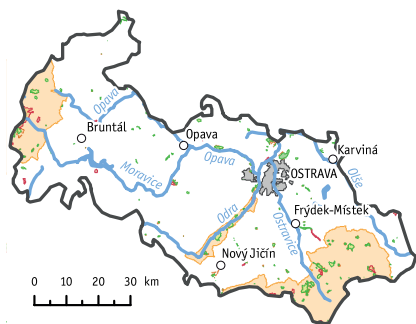 Opava
Bruntál
Opava
Opava
Karviná
OSTRAVA
Moravice
Olše
Odra
Ostravice
Frýdek-Místek
Nový Jičín
0 10 20 30 km